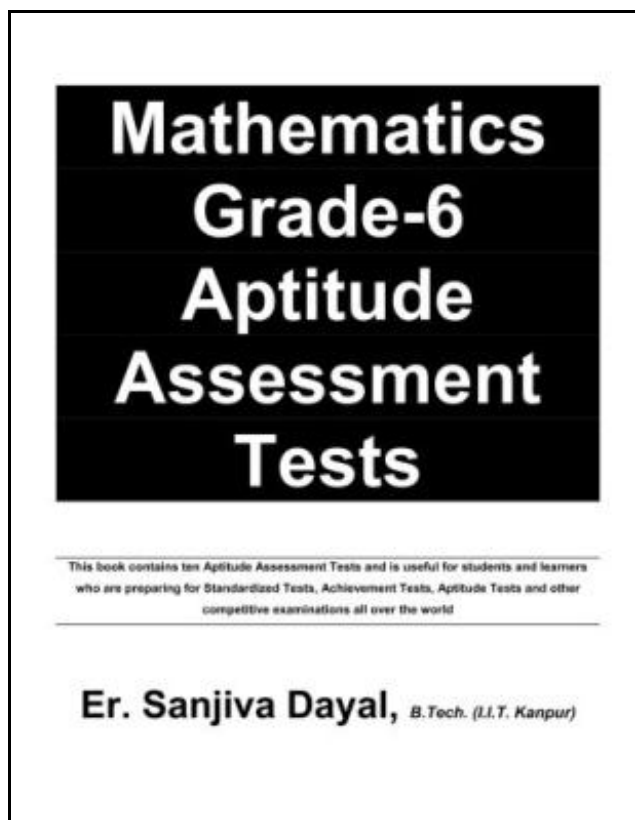 Mathematics
Grade-6
Aptitude
Assessment
Tests
This book contains ten Aptitude Assessment Tests and is useful for students and learners
who are preparing for Standardized Tests, Achievement Tests, Aptitude Tests and other
competitive examinations all over the world
Er. Sanjiva Dayal, B.Tech. (I.I.T. Kanpur)